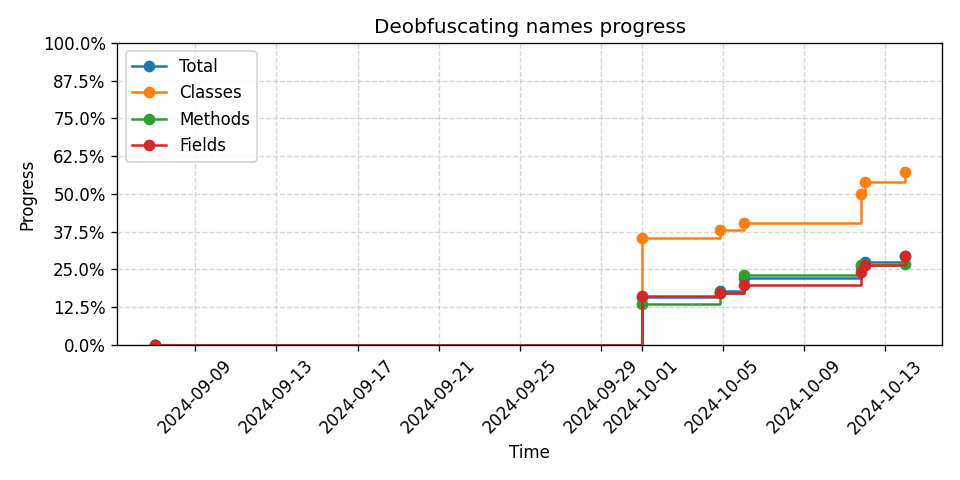 Deobfuscating names progress
100.0%
87.5%
75.0%
62.5%
50.0%
37.5%
25.0%
12.5%
0.0%
Progress
Total
Classes
Methods
Fields
2024-09-09
2024-09-13
2024-09-17
2024-09-21
2024-09-25
2024-09-29
2024-10-01
2024-10-05
2024-10-09
2024-10-13
Time